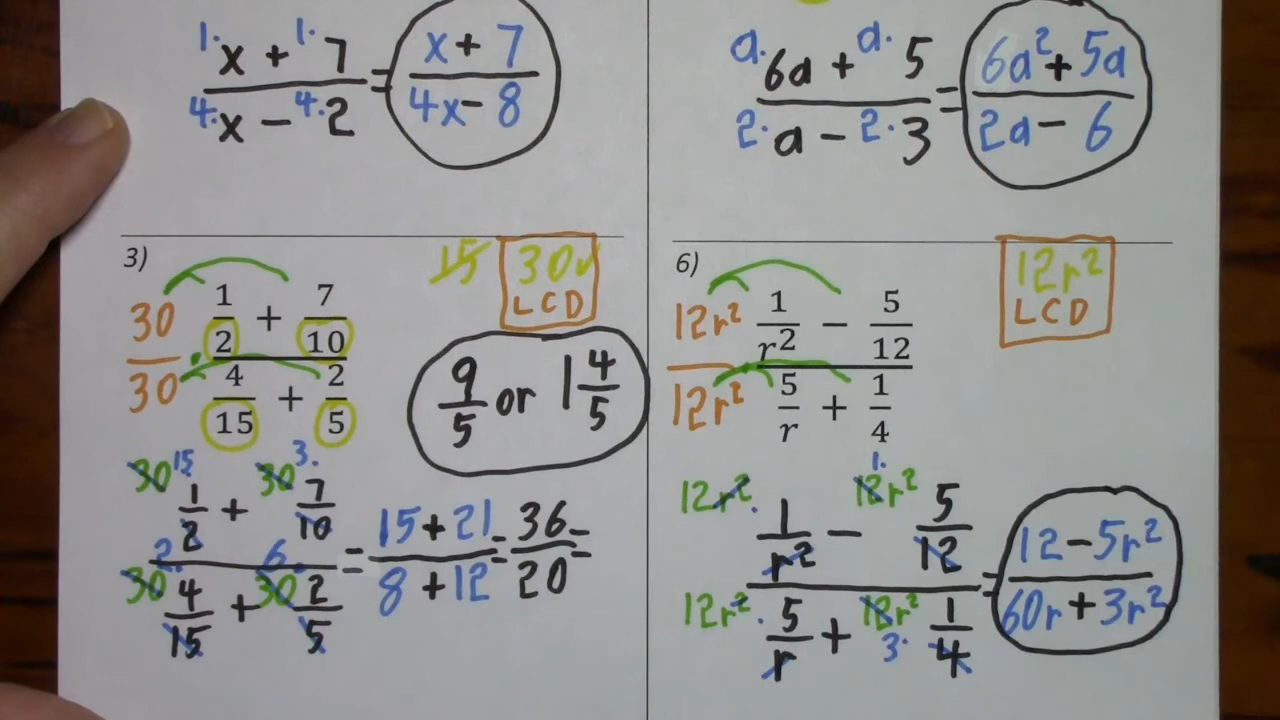 1· x + 1· 7 / 4· x − 4· 2 = x + 7 / 4x − 8
a· 6a + a· 5 / 2· a − 2· 3 = 6a² + 5a / 2a − 6
3)
15 30✓
LCD
30/30 · 1/2 + 7/10 / 4/15 + 2/5
9/5 or 1 4/5
30 15 1/2 + 30 3· 7/10 / 30 2· 4/15 + 30 6· 2/5 = 15 + 21 / 8 + 12 = 36/20 =
6)
12r²
LCD
12r²/12r² · 1/r² − 5/12 / 5/r + 1/4
12r² · 1/r² − 12r² 1· 5/12 / 12r² · 5/r + 12r² 3· 1/4 = 12 − 5r² / 60r + 3r²